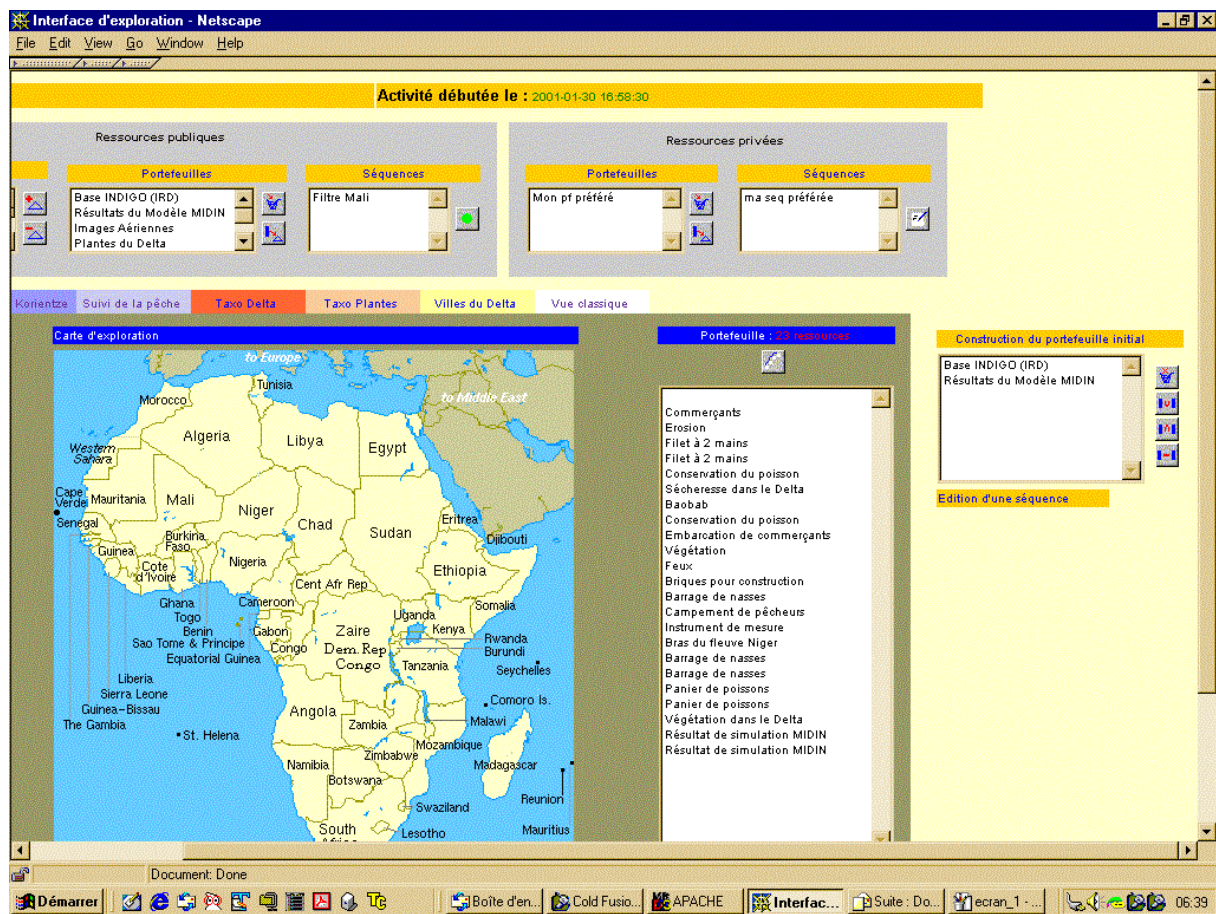 Interface d'exploration - Netscape
File Edit View Go Window Help
Activité débutée le : 2001-01-30 16:58:30
Ressources publiques
Ressources privées
Portefeuilles
Séquences
Portefeuilles
Séquences
Base INDIGO (IRD)
Résultats du Modèle MIDIN
Images Aériennes
Plantes du Delta
Filtre Mali
Mon pf préféré
ma seq préférée
Korientze
Suivi de la pêche
Taxo Delta
Taxo Plantes
Villes du Delta
Vue classique
Carte d'exploration
Portefeuille : 23 ressources
Construction du portefeuille initial
Base INDIGO (IRD)
Résultats du Modèle MIDIN
Edition d'une séquence
to Europe
to Middle East
Tunisia
Morocco
Algeria
Libya
Egypt
Western
Sahara
Cape
Verde
Mauritania
Mali
Niger
Chad
Sudan
Eritrea
Senegal
Djibouti
Guinea
Burkina
Faso
Cote
d'Ivoire
Nigeria
Ethiopia
Cent Afr Rep
Ghana
Togo
Benin
Cameroon
Somalia
Uganda
Kenya
Sao Tome & Principe
Gabon
Congo
Zaire
Dem. Rep
Congo
Rwanda
Burundi
Equatorial Guinea
Tanzania
Seychelles
Liberia
Sierra Leone
Guinea-Bissau
The Gambia
St. Helena
Angola
Zambia
Comoro Is.
Malawi
Mozambique
Zimbabwe
Namibia
Botswana
Madagascar
Reunion
Mauritius
Swaziland
Lesotho
South
Commerçants
Erosion
Filet à 2 mains
Filet à 2 mains
Conservation du poisson
Sécheresse dans le Delta
Baobab
Conservation du poisson
Embarcation de commerçants
Végétation
Feux
Briques pour construction
Barrage de nasses
Campement de pêcheurs
Instrument de mesure
Bras du fleuve Niger
Barrage de nasses
Barrage de nasses
Panier de poissons
Panier de poissons
Végétation dans le Delta
Résultat de simulation MIDIN
Résultat de simulation MIDIN
Document: Done
Démarrer
Boîte d'en...
Cold Fusio...
APACHE
Interfac...
Suite : Do...
ecran_1 - ...
06:39